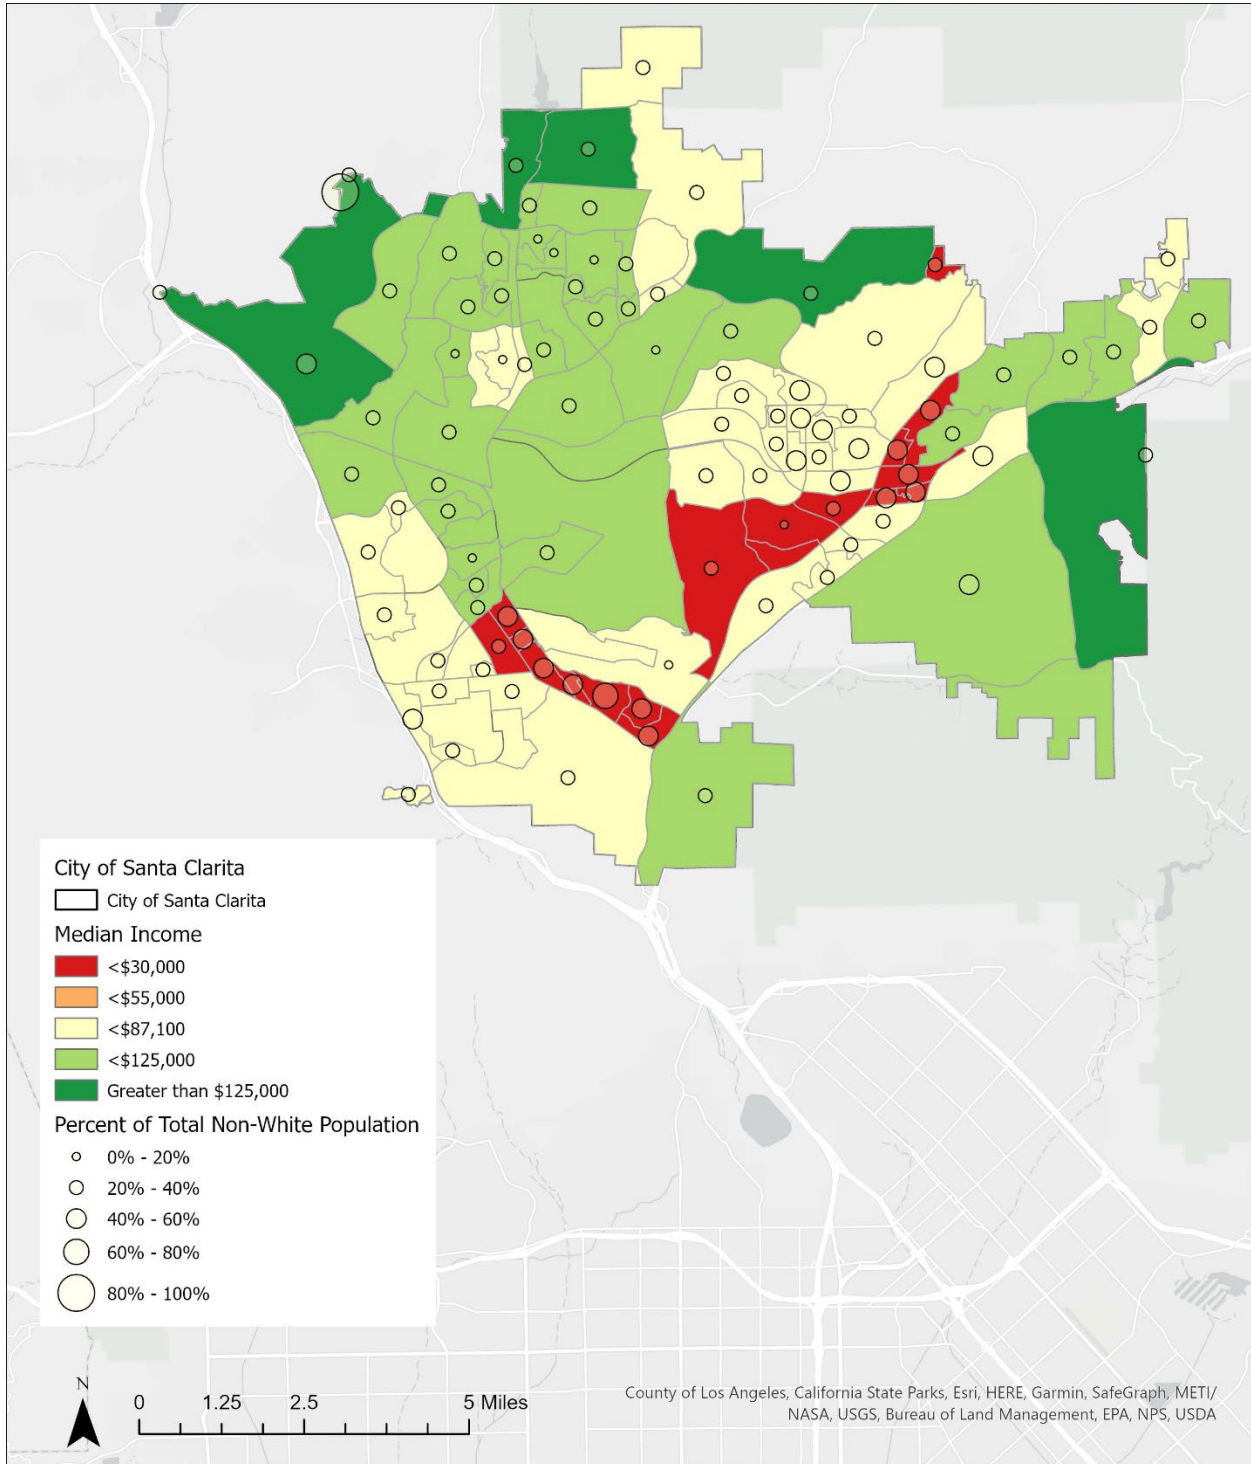 City of Santa Clarita
City of Santa Clarita
Median Income
<$30,000
<$55,000
<$87,100
<$125,000
Greater than $125,000
Percent of Total Non-White Population
0% - 20%
20% - 40%
40% - 60%
60% - 80%
80% - 100%
N
0 1.25 2.5 5 Miles
County of Los Angeles, California State Parks, Esri, HERE, Garmin, SafeGraph, METI/
NASA, USGS, Bureau of Land Management, EPA, NPS, USDA